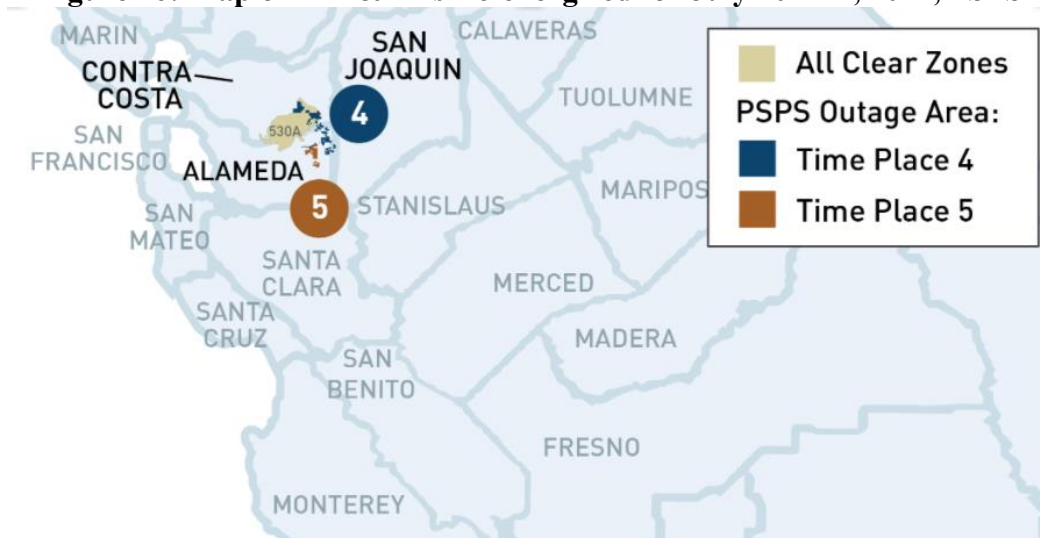 MARIN
CALAVERAS
SAN
JOAQUIN
CONTRA
COSTA
TUOLUMNE
4
530A
SAN
FRANCISCO
ALAMEDA
5
STANISLAUS
MARIPOS
SAN
MATEO
SANTA
CLARA
MERCED
SANTA
CRUZ
MADERA
SAN
BENITO
FRESNO
MONTEREY
All Clear Zones
PSPS Outage Area:
Time Place 4
Time Place 5